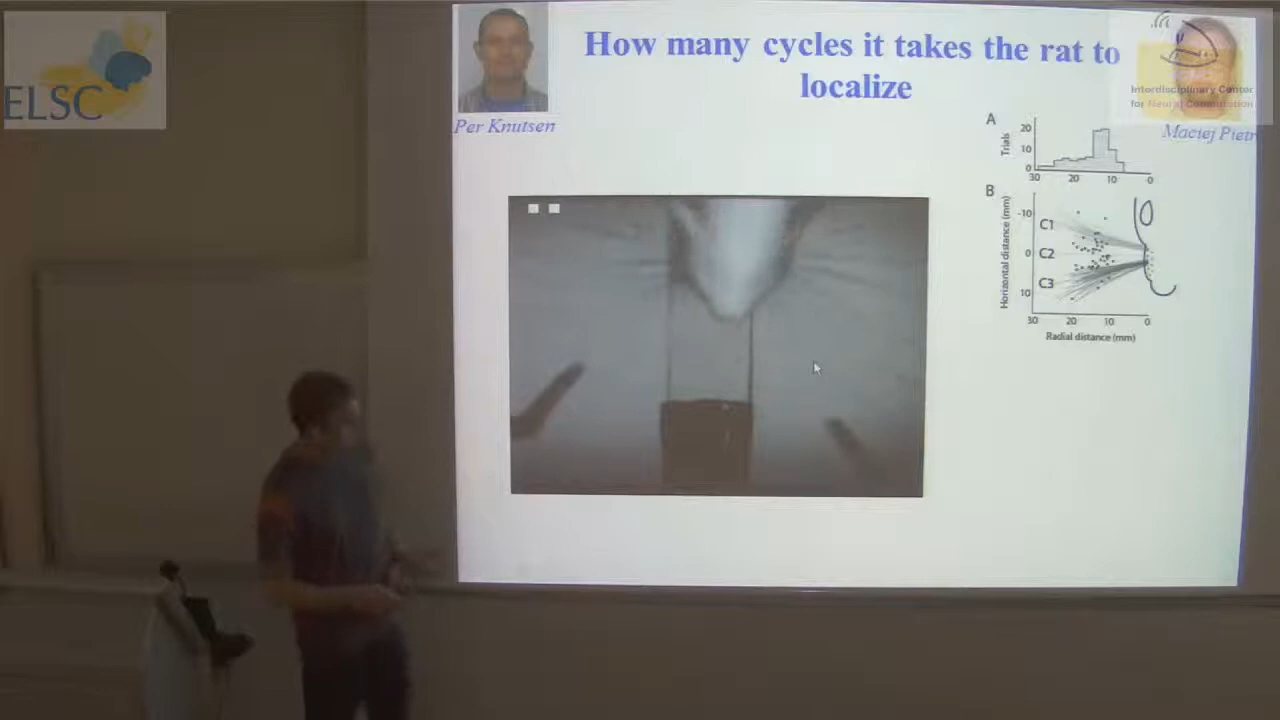 ELSC
How many cycles it takes the rat to
localize
Per Knutsen
Interdisciplinary Center
for Neural Computation
Maciej Pietr
A
Trials
20
10
0
30 20 10 0
B
Horizontal distance (mm)
-10
0
10
C1
C2
C3
30 20 10 0
Radial distance (mm)